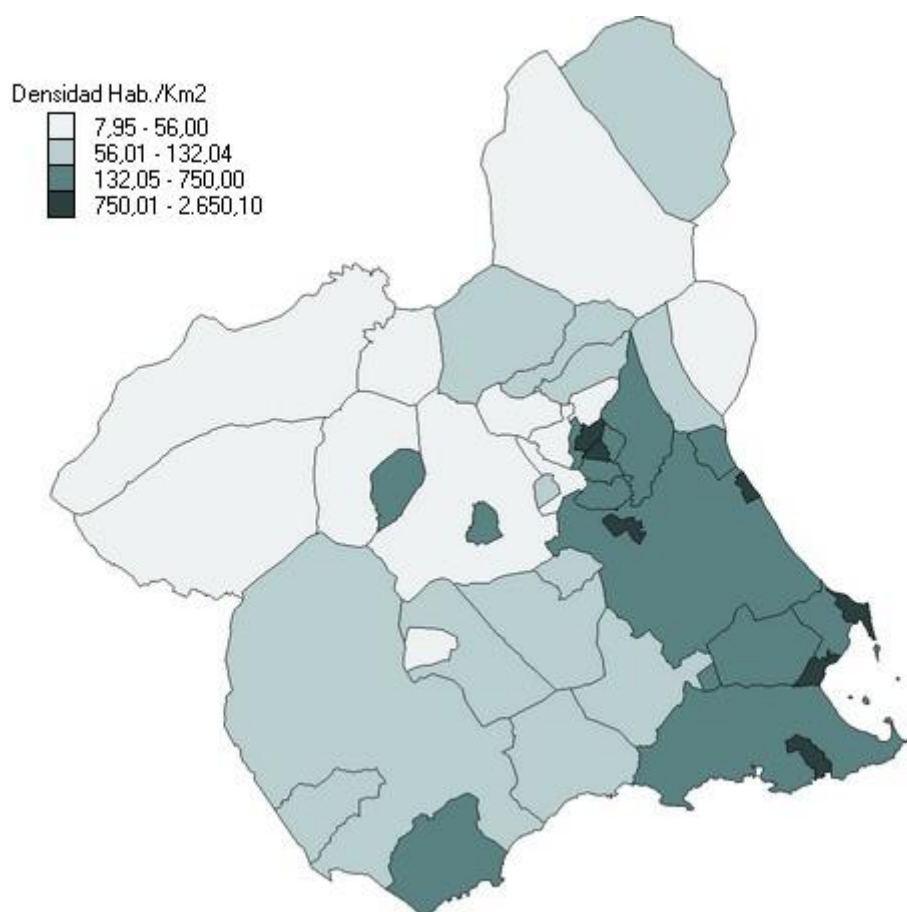 Densidad Hab./Km2
7,95 - 56,00
56,01 - 132,04
132,05 - 750,00
750,01 - 2.650,10